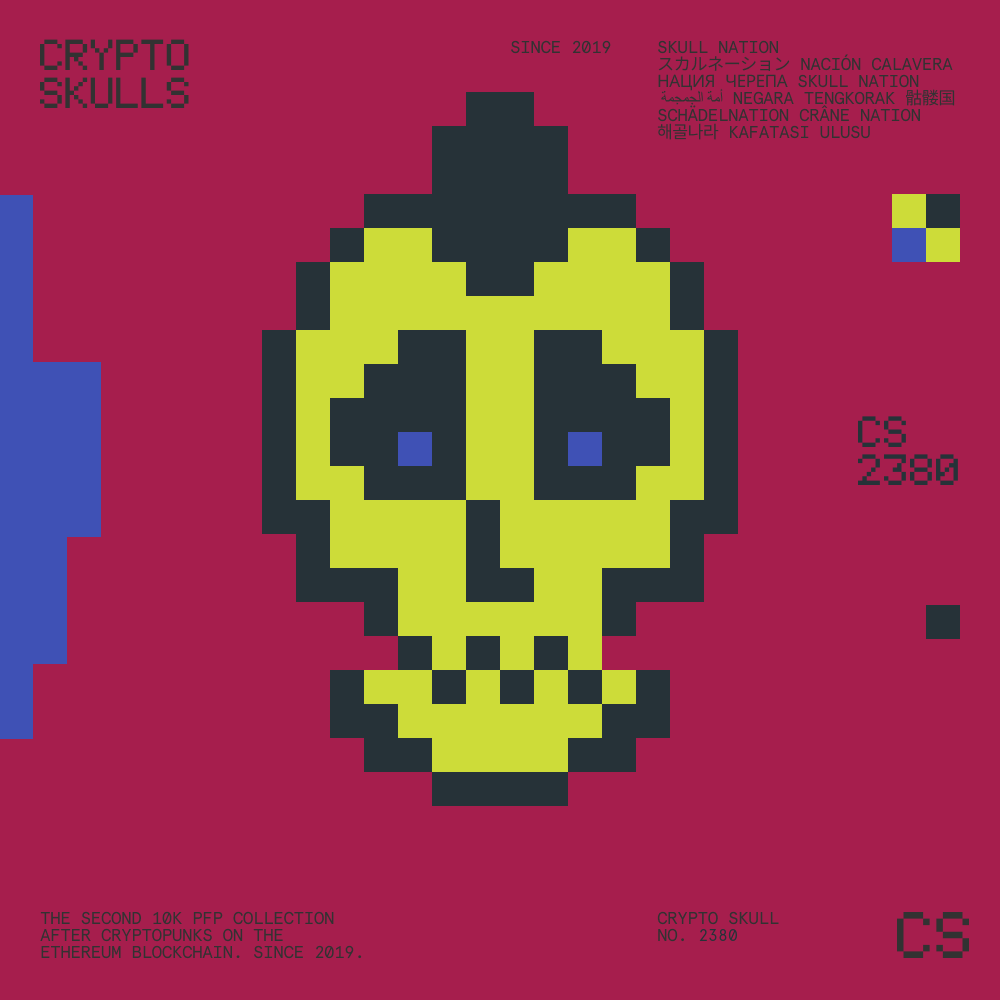 CRYPTO
SKULLS
SINCE 2019
SKULL NATION
スカルネーション NACIÓN CALAVERA
НАЦИЯ ЧЕРЕПА SKULL NATION
أمة الجمجمة NEGARA TENGKORAK 骷髅国
SCHÄDELNATION CRÂNE NATION
해골나라 KAFATASI ULUSU
CS
2380
THE SECOND 10K PFP COLLECTION
AFTER CRYPTOPUNKS ON THE
ETHEREUM BLOCKCHAIN. SINCE 2019.
CRYPTO SKULL
NO. 2380
CS